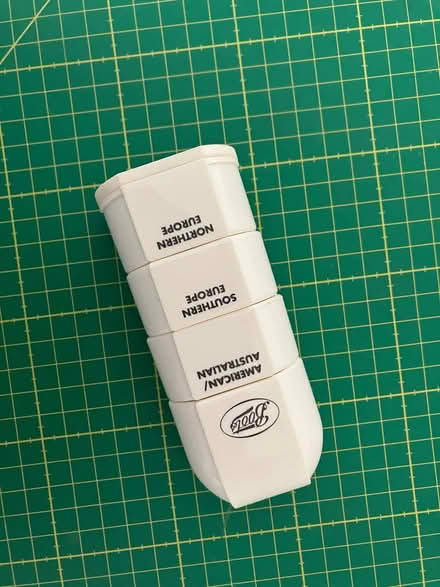 Boots
AMERICAN/
AUSTRALIAN
SOUTHERN
EUROPE
NORTHERN
EUROPE